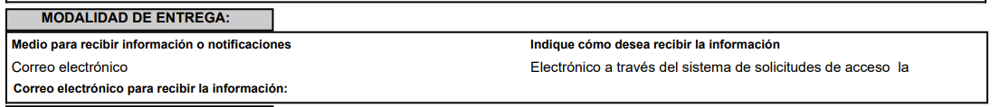 MODALIDAD DE ENTREGA:
Medio para recibir información o notificaciones
Indique cómo desea recibir la información
Correo electrónico
Electrónico a través del sistema de solicitudes de acceso la
Correo electrónico para recibir la información: